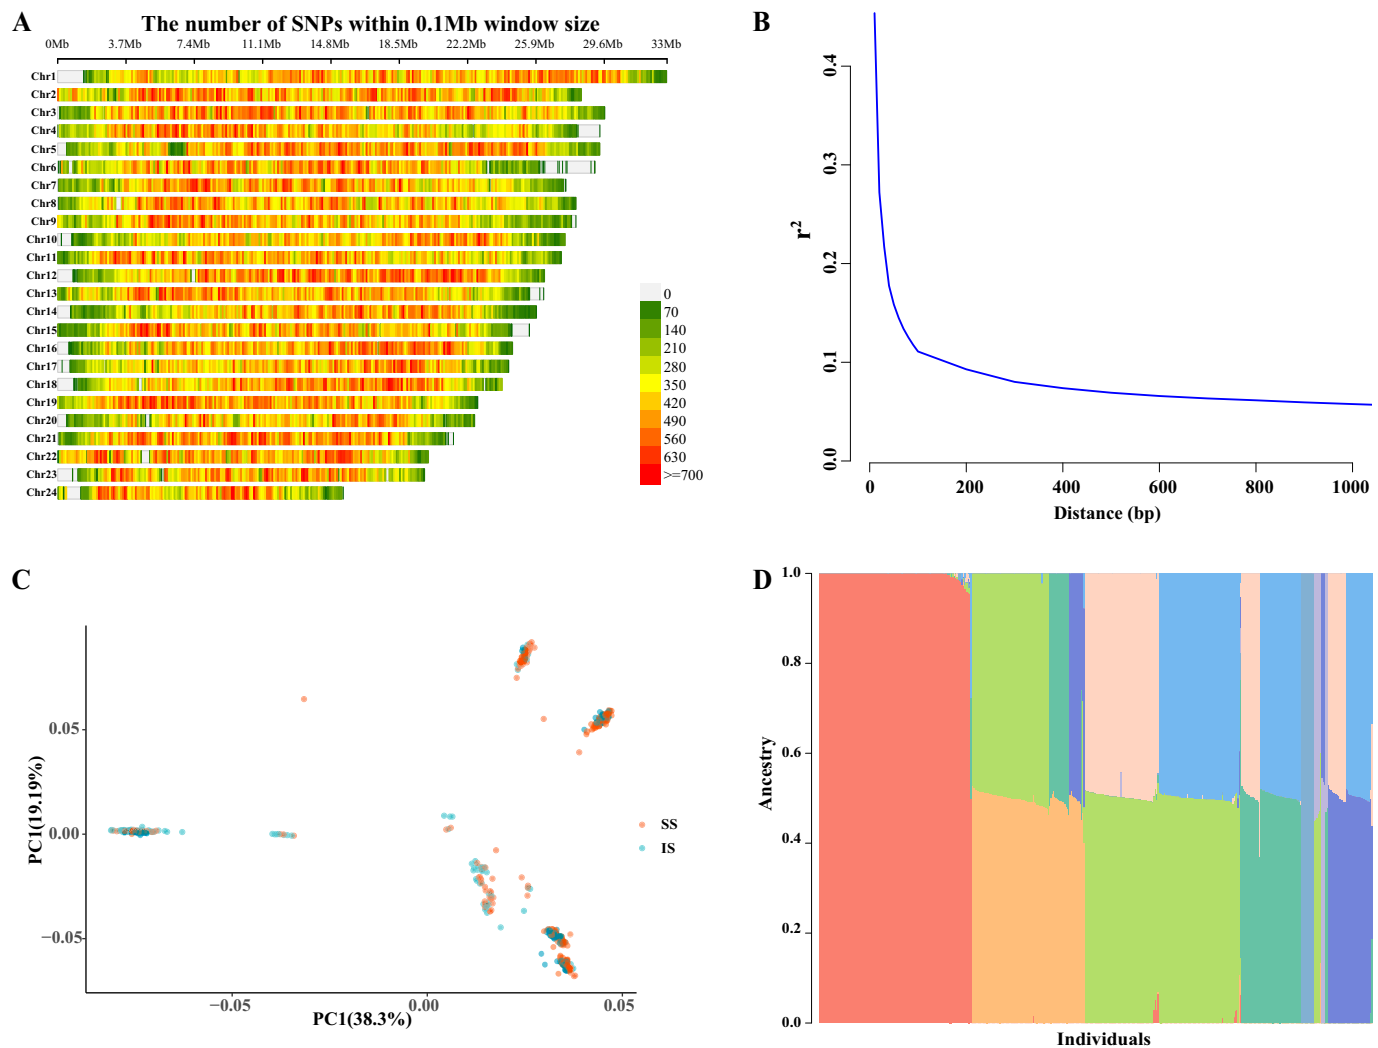 A
The number of SNPs within 0.1Mb window size
0Mb 3.7Mb 7.4Mb 11.1Mb 14.8Mb 18.5Mb 22.2Mb 25.9Mb 29.6Mb 33Mb
Chr1
Chr2
Chr3
Chr4
Chr5
Chr6
Chr7
Chr8
Chr9
Chr10
Chr11
Chr12
Chr13
Chr14
Chr15
Chr16
Chr17
Chr18
Chr19
Chr20
Chr21
Chr22
Chr23
Chr24
0
70
140
210
280
350
420
490
560
630
>=700
B
r²
0.4
0.3
0.2
0.1
0.0
0 200 400 600 800 1000
Distance (bp)
C
PC1(19.19%)
0.05
0.00
−0.05
−0.05 0.00 0.05
PC1(38.3%)
SS
IS
D
Ancestry
1.0
0.8
0.6
0.4
0.2
0.0
Individuals